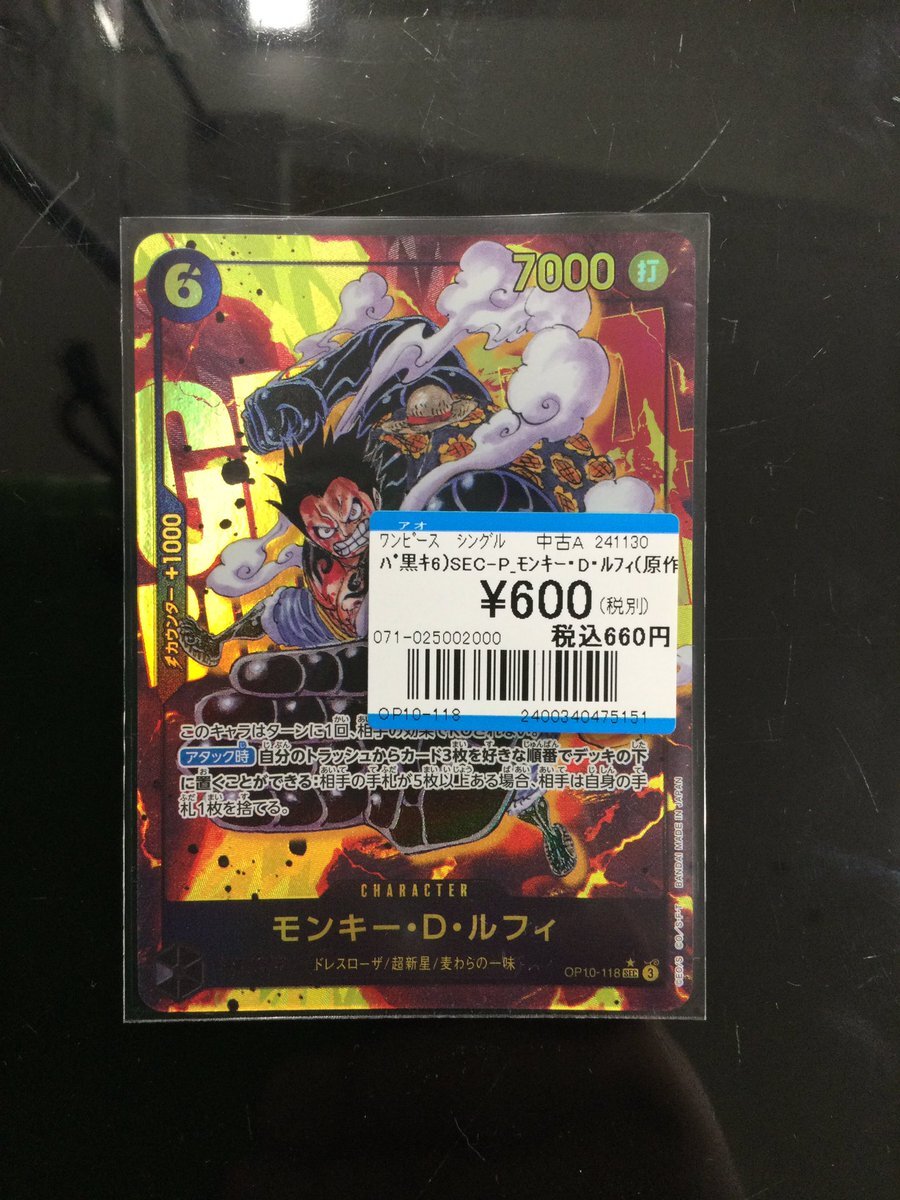 6
7000 打
カウンター +1000
アオ
ワンピース シングル 中古A 241130
パ黒キ6)SEC-P_モンキー・D・ルフィ(原作
¥600(税別)
071-025002000 税込660円
OP10-118 2400340475151
このキャラはターンに1回、相手の効果でKOされない。
アタック時 自分のトラッシュからカード3枚を好きな順番でデッキの下
に置くことができる:相手の手札が5枚以上ある場合、相手は自身の手
札1枚を捨てる。
CHARACTER
モンキー・D・ルフィ
ドレスローザ/超新星/麦わらの一味
OP10-118 SEC 3
©EO/S ©O/S·F·T BANDAI MADE IN JAPAN